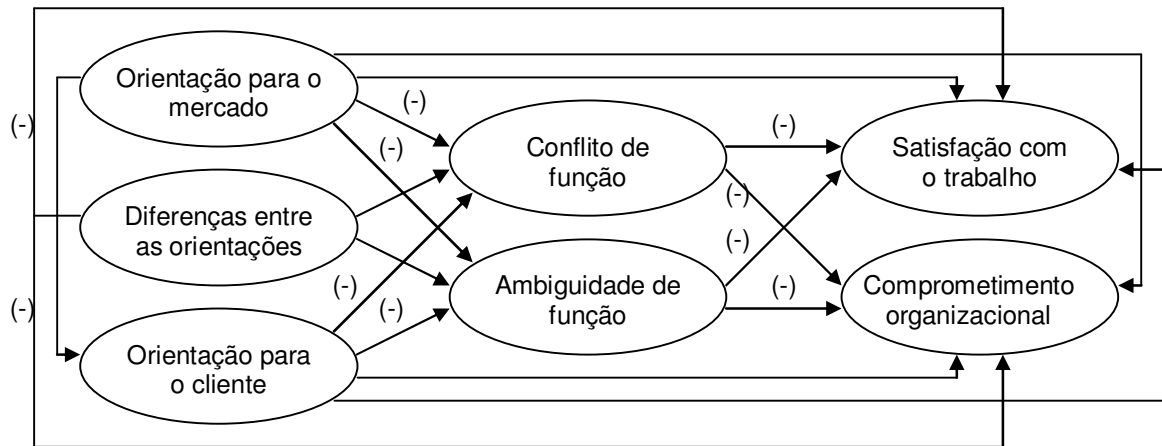 Orientação para o
mercado
Diferenças entre
as orientações
Orientação para
o cliente
Conflito de
função
Ambiguidade de
função
Satisfação com
o trabalho
Comprometimento
organizacional
(-)
(-)
(-)
(-)
(-)
(-)
(-)
(-)
(-)
(-)